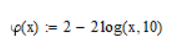 φ(x) := 2 − 2log(x,10)